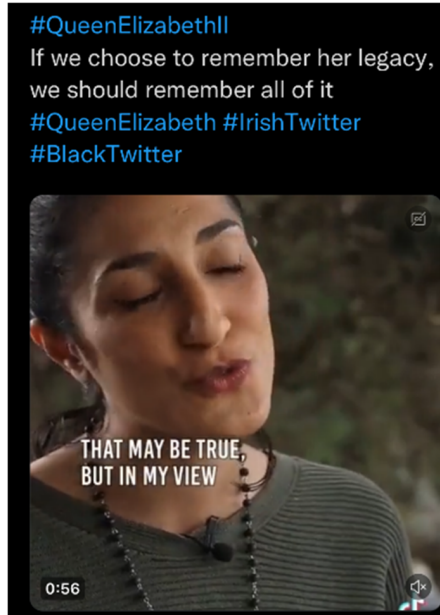 #QueenElizabethII
If we choose to remember her legacy,
we should remember all of it
#QueenElizabeth #IrishTwitter
#BlackTwitter
THAT MAY BE TRUE,
BUT IN MY VIEW
0:56